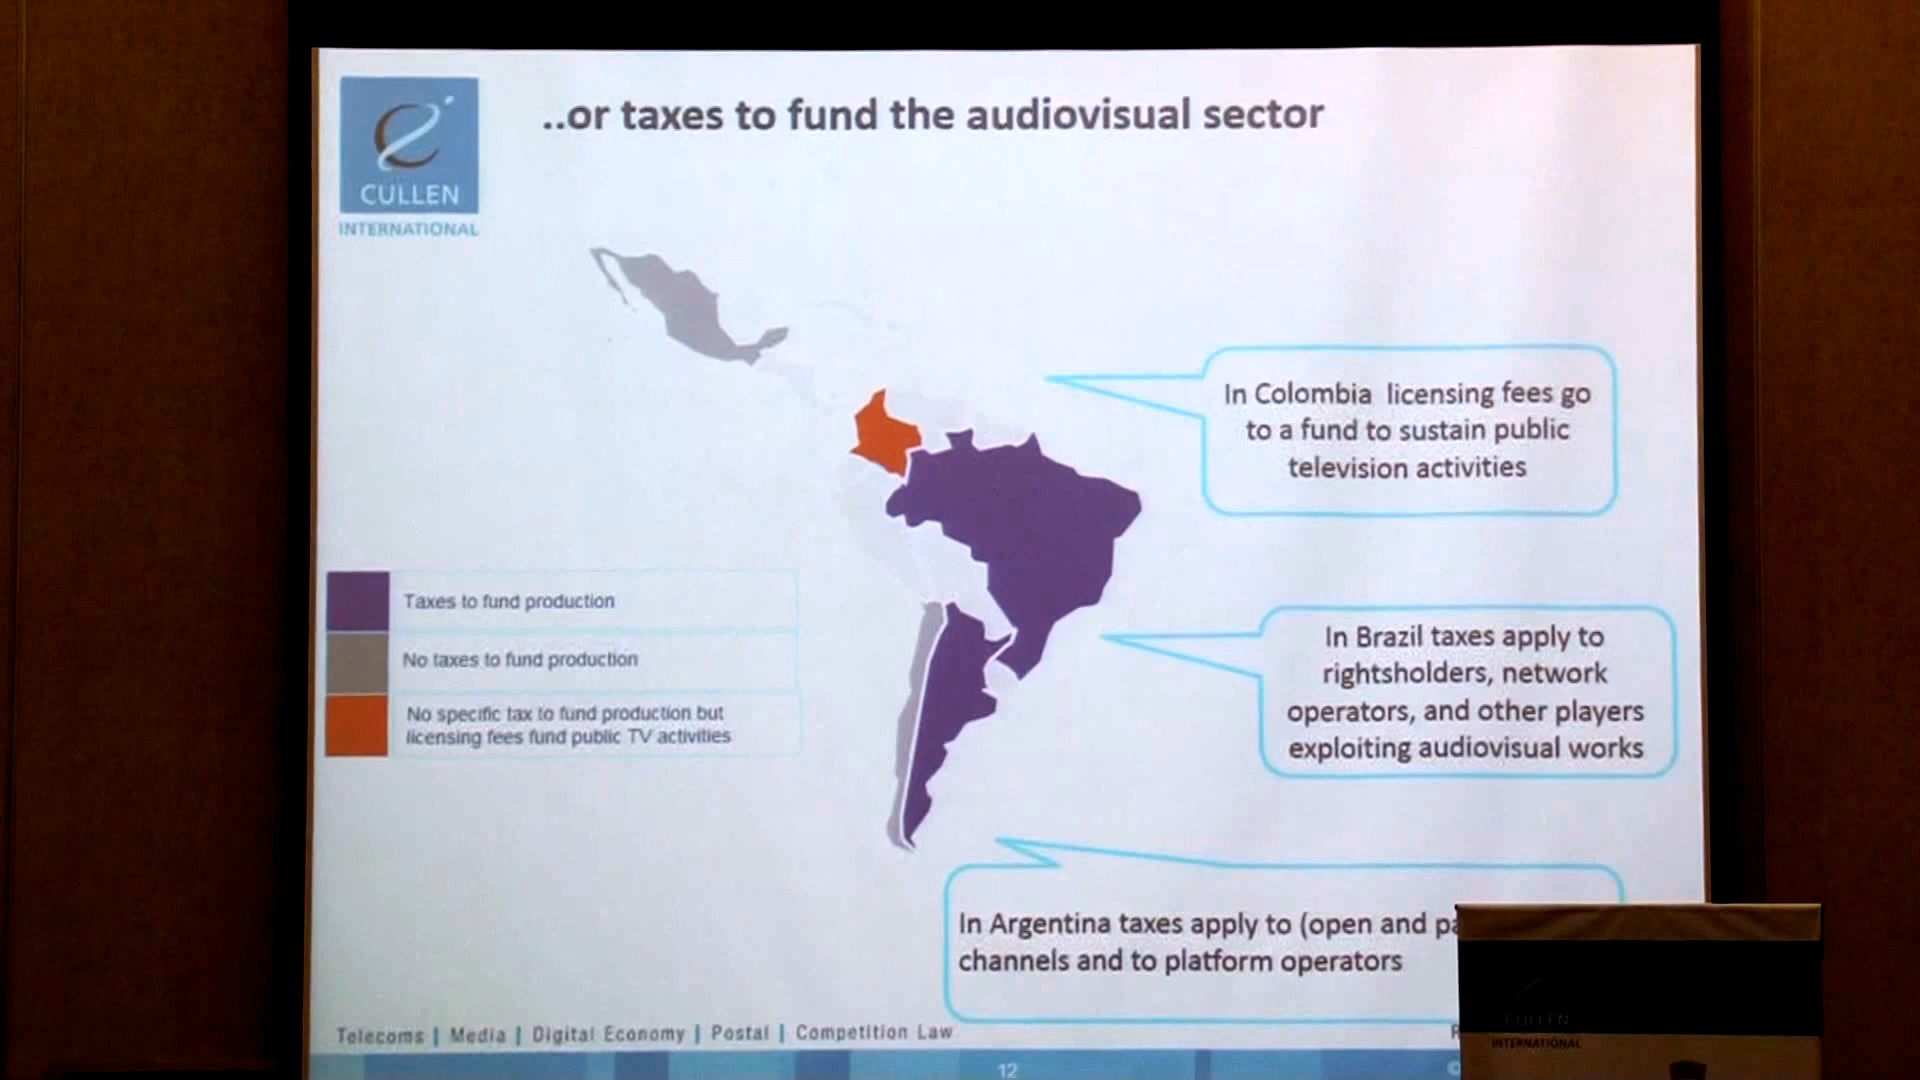 CULLEN
INTERNATIONAL
..or taxes to fund the audiovisual sector
In Colombia licensing fees go
to a fund to sustain public
television activities
Taxes to fund production
No taxes to fund production
No specific tax to fund production but
licensing fees fund public TV activities
In Brazil taxes apply to
rightsholders, network
operators, and other players
exploiting audiovisual works
In Argentina taxes apply to (open and
channels and to platform operators
Telecoms | Media | Digital Economy | Postal | Competition Law
12
CULLEN
INTERNATIONAL